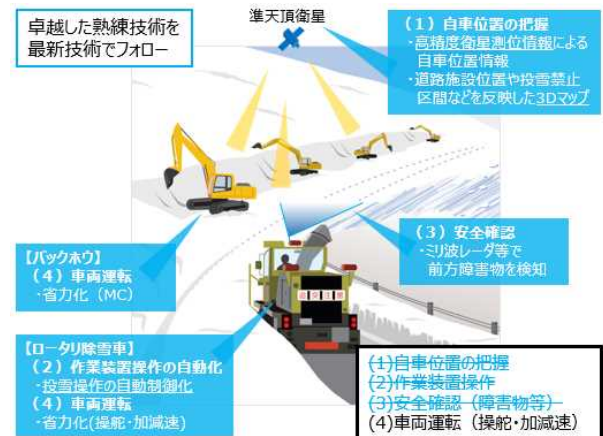 卓越した熟練技術を
最新技術でフォロー
準天頂衛星
（1）自車位置の把握
・高精度衛星測位情報による
自車位置情報
・道路施設位置や投雪禁止
区間などを反映した3Dマップ
（3）安全確認
・ミリ波レーダ等で
前方障害物を検知
【バックホウ】
（4）車両運転
・省力化（MC）
【ロータリ除雪車】
（2）作業装置操作の自動化
・投雪操作の自動制御化
（4）車両運転
・省力化(操舵・加減速)
(1)自車位置の把握
(2)作業装置操作
(3)安全確認（障害物等）
(4)車両運転（操舵・加減速）